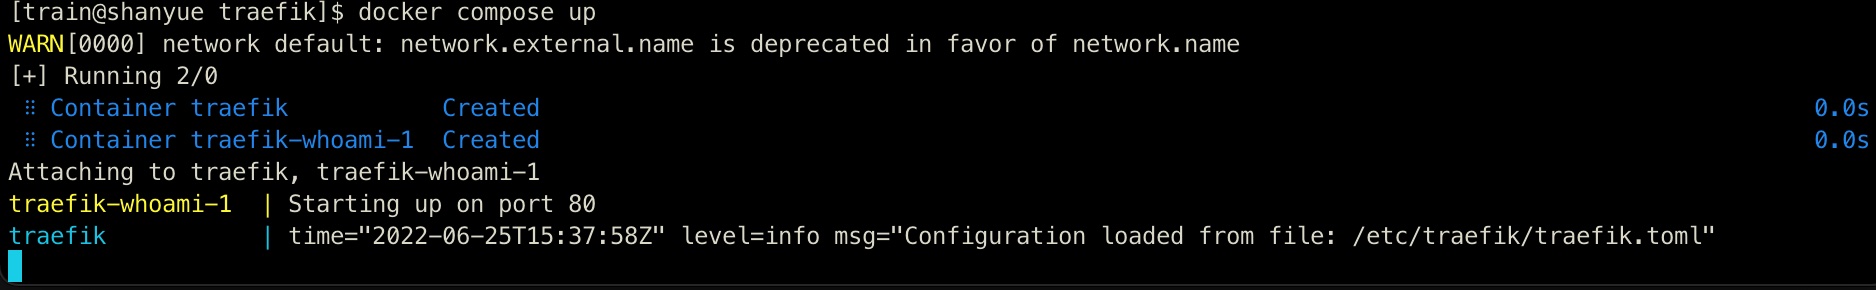 [train@shanyue traefik]$ docker compose up
WARN[0000] network default: network.external.name is deprecated in favor of network.name
[+] Running 2/0
⠿ Container traefik Created 0.0s
⠿ Container traefik-whoami-1 Created 0.0s
Attaching to traefik, traefik-whoami-1
traefik-whoami-1 | Starting up on port 80
traefik | time="2022-06-25T15:37:58Z" level=info msg="Configuration loaded from file: /etc/traefik/traefik.toml"